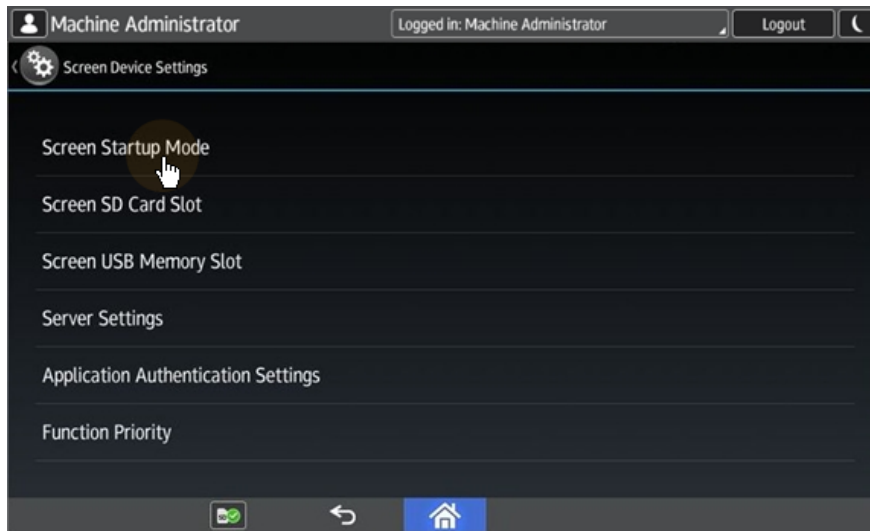 Machine Administrator
Logged in: Machine Administrator
Logout
Screen Device Settings
Screen Startup Mode
Screen SD Card Slot
Screen USB Memory Slot
Server Settings
Application Authentication Settings
Function Priority